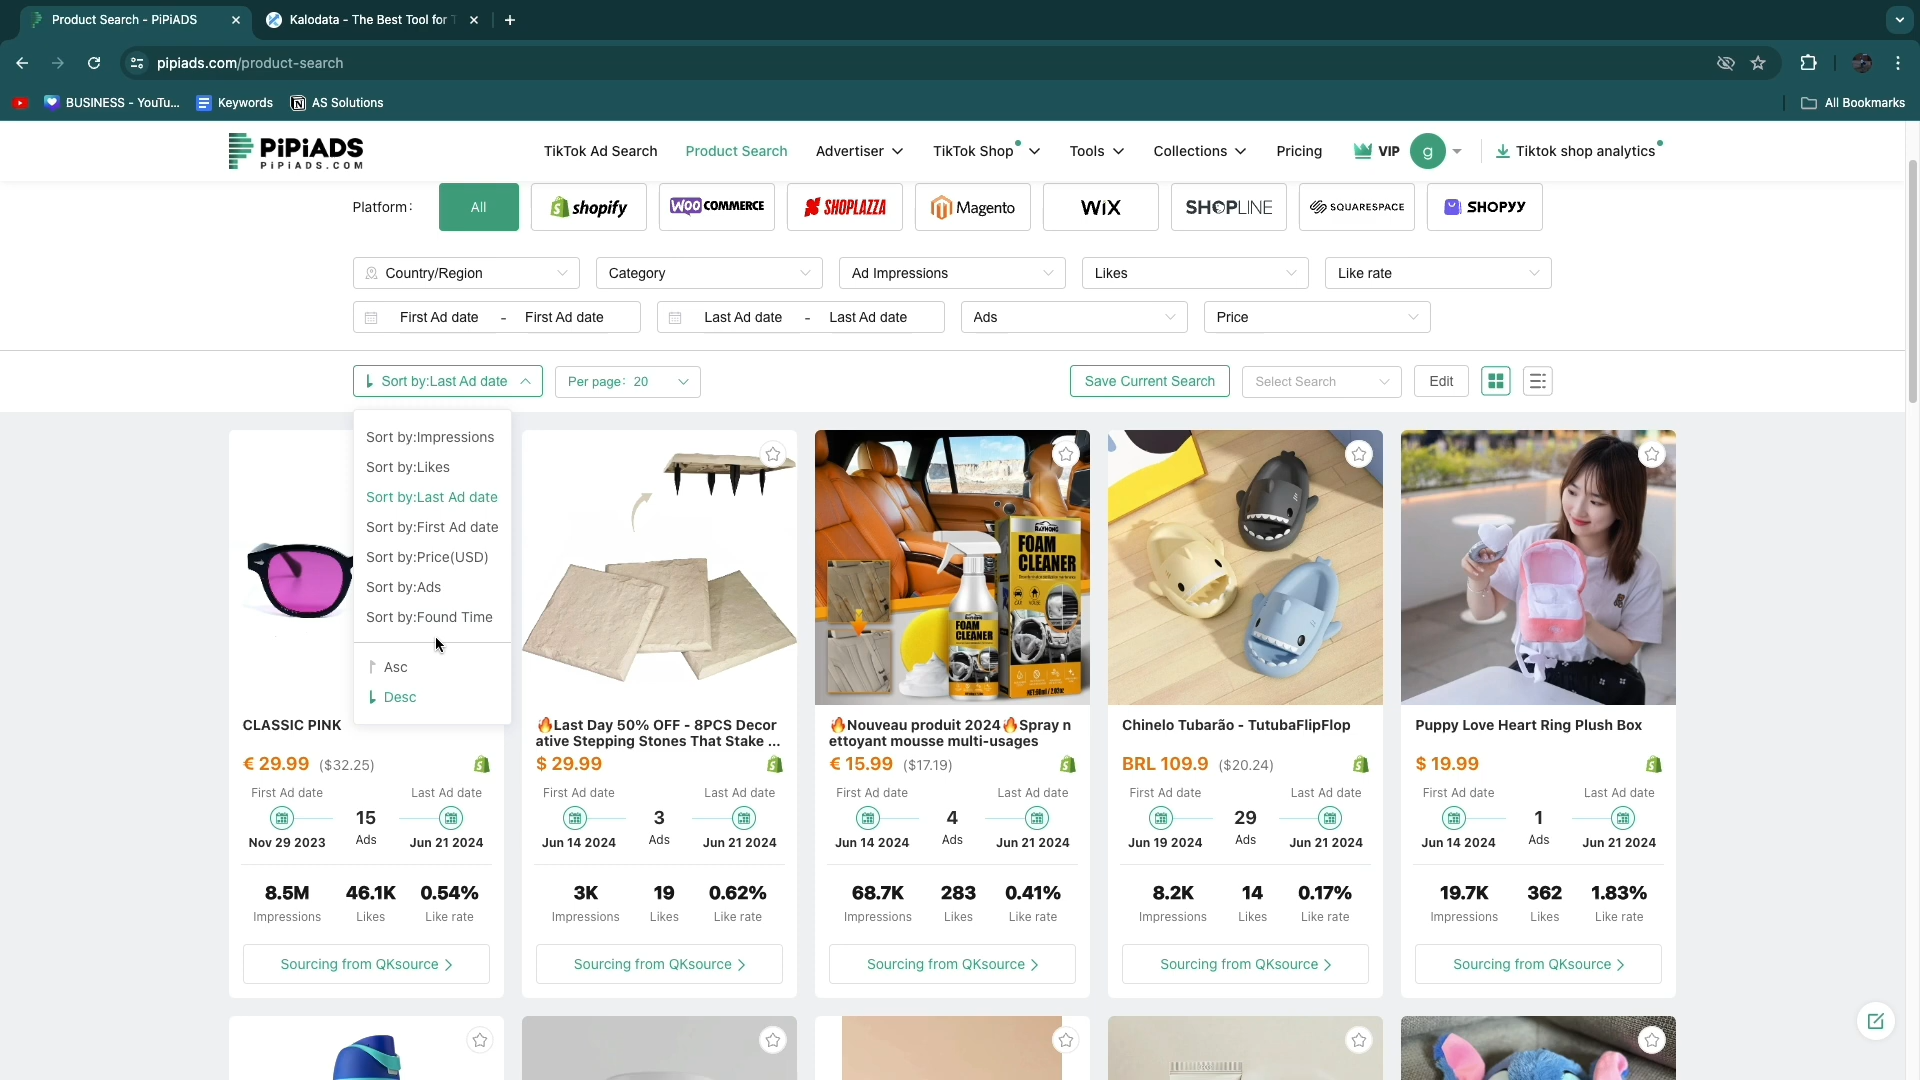 Product Search - PiPiADS
Kalodata - The Best Tool for T
pipiads.com/product-search
BUSINESS - YouTu...
Keywords
AS Solutions
All Bookmarks
PiPiADS
PiPiADS.COM
TikTok Ad Search
Product Search
Advertiser
TikTok Shop
Tools
Collections
Pricing
VIP
g
Tiktok shop analytics
Platform:
All
shopify
WOO COMMERCE
SHOPLAZZA
Magento
WiX
SHOPLINE
SQUARESPACE
SHOPYY
Country/Region
Category
Ad Impressions
Likes
Like rate
First Ad date - First Ad date
Last Ad date - Last Ad date
Ads
Price
Sort by:Last Ad date
Per page: 20
Save Current Search
Select Search
Edit
Sort by:Impressions
Sort by:Likes
Sort by:Last Ad date
Sort by:First Ad date
Sort by:Price(USD)
Sort by:Ads
Sort by:Found Time
Asc
Desc
RAYHONG
FOAM
CLEANER
FOAM
CLEANER
CLASSIC PINK
€ 29.99 ($32.25)
First Ad date
Last Ad date
15
Ads
Nov 29 2023
Jun 21 2024
8.5M
46.1K
0.54%
Impressions
Likes
Like rate
Sourcing from QKsource >
🔥Last Day 50% OFF - 8PCS Decor
ative Stepping Stones That Stake ...
$ 29.99
First Ad date
Last Ad date
3
Ads
Jun 14 2024
Jun 21 2024
3K
19
0.62%
Impressions
Likes
Like rate
Sourcing from QKsource >
🔥Nouveau produit 2024🔥Spray n
ettoyant mousse multi-usages
€ 15.99 ($17.19)
First Ad date
Last Ad date
4
Ads
Jun 14 2024
Jun 21 2024
68.7K
283
0.41%
Impressions
Likes
Like rate
Sourcing from QKsource >
Chinelo Tubarão - TutubaFlipFlop
BRL 109.9 ($20.24)
First Ad date
Last Ad date
29
Ads
Jun 19 2024
Jun 21 2024
8.2K
14
0.17%
Impressions
Likes
Like rate
Sourcing from QKsource >
Puppy Love Heart Ring Plush Box
$ 19.99
First Ad date
Last Ad date
1
Ads
Jun 14 2024
Jun 21 2024
19.7K
362
1.83%
Impressions
Likes
Like rate
Sourcing from QKsource >